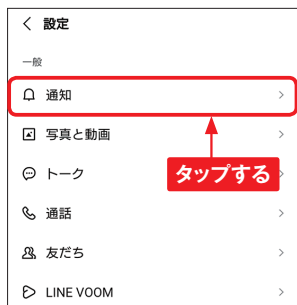 設定
一般
通知
写真と動画
タップする
トーク
通話
友だち
LINE VOOM